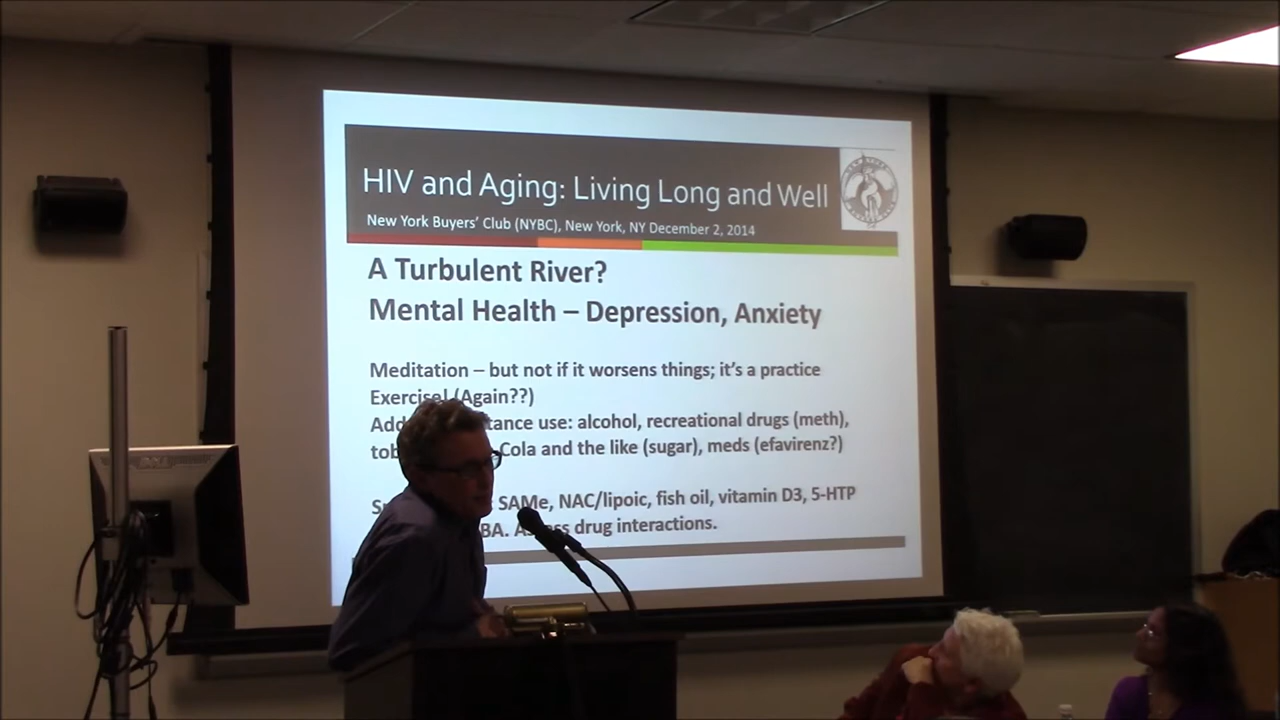 HIV and Aging: Living Long and Well
New York Buyers' Club (NYBC), New York, NY December 2, 2014
A Turbulent River?
Mental Health – Depression, Anxiety
Meditation – but not if it worsens things; it's a practice
Exercise! (Again??)
Add tance use: alcohol, recreational drugs (meth),
tob Cola and the like (sugar), meds (efavirenz?)
SAMe, NAC/lipoic, fish oil, vitamin D3, 5-HTP
BA. drug interactions.